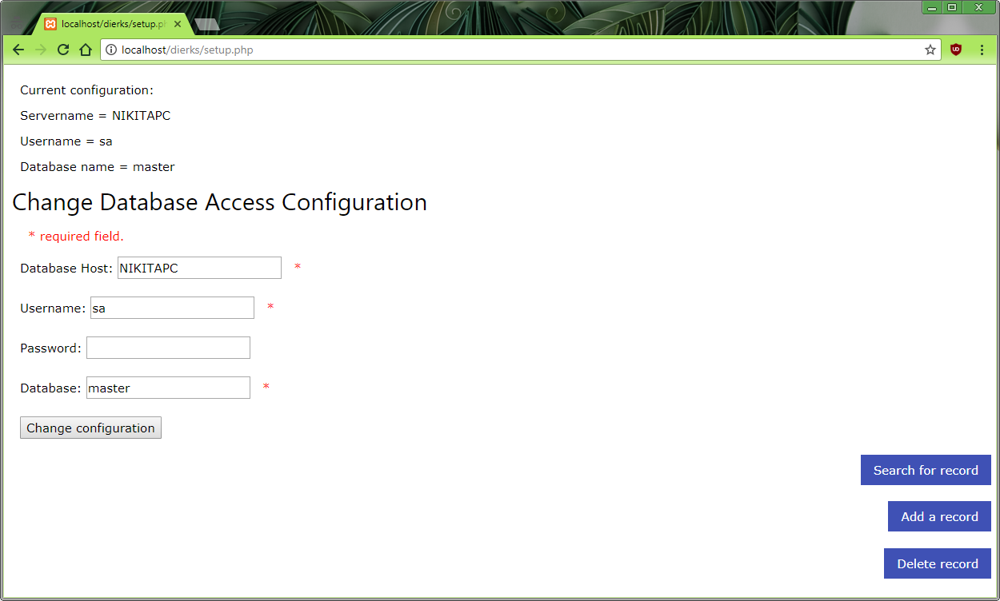 localhost/dierks/setup.ph
localhost/dierks/setup.php
Current configuration:
Servername = NIKITAPC
Username = sa
Database name = master
Change Database Access Configuration
* required field.
Database Host: NIKITAPC *
Username: sa *
Password:
Database: master *
Change configuration
Search for record
Add a record
Delete record